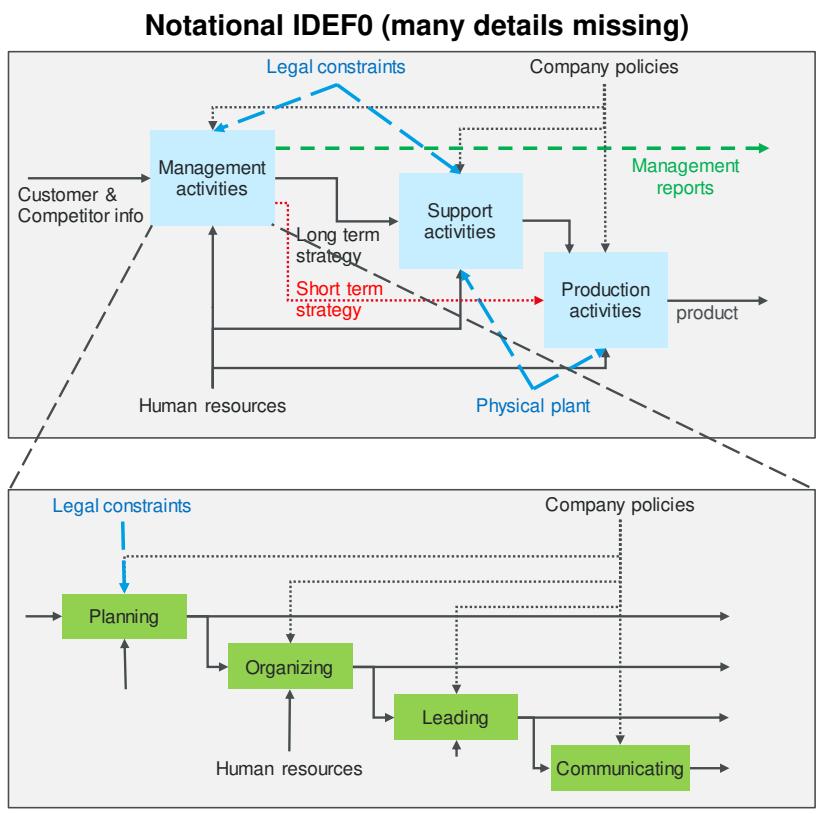 Notational IDEF0 (many details missing)
Legal constraints
Company policies
Management
activities
Management
reports
Customer &
Competitor info
Support
activities
Long term
strategy
Short term
strategy
Production
activities
product
Human resources
Physical plant
Legal constraints
Company policies
Planning
Organizing
Leading
Human resources
Communicating